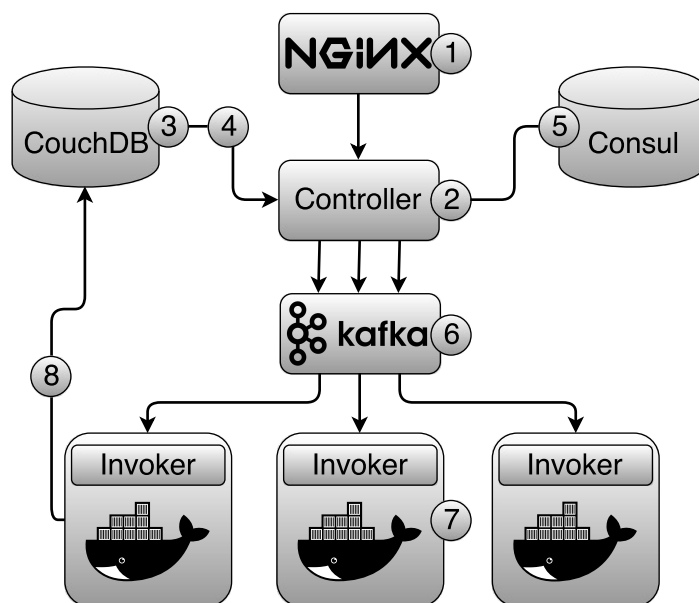 NGiNX 1
CouchDB 3 4
5 Consul
Controller 2
kafka 6
8
Invoker
Invoker
Invoker
7